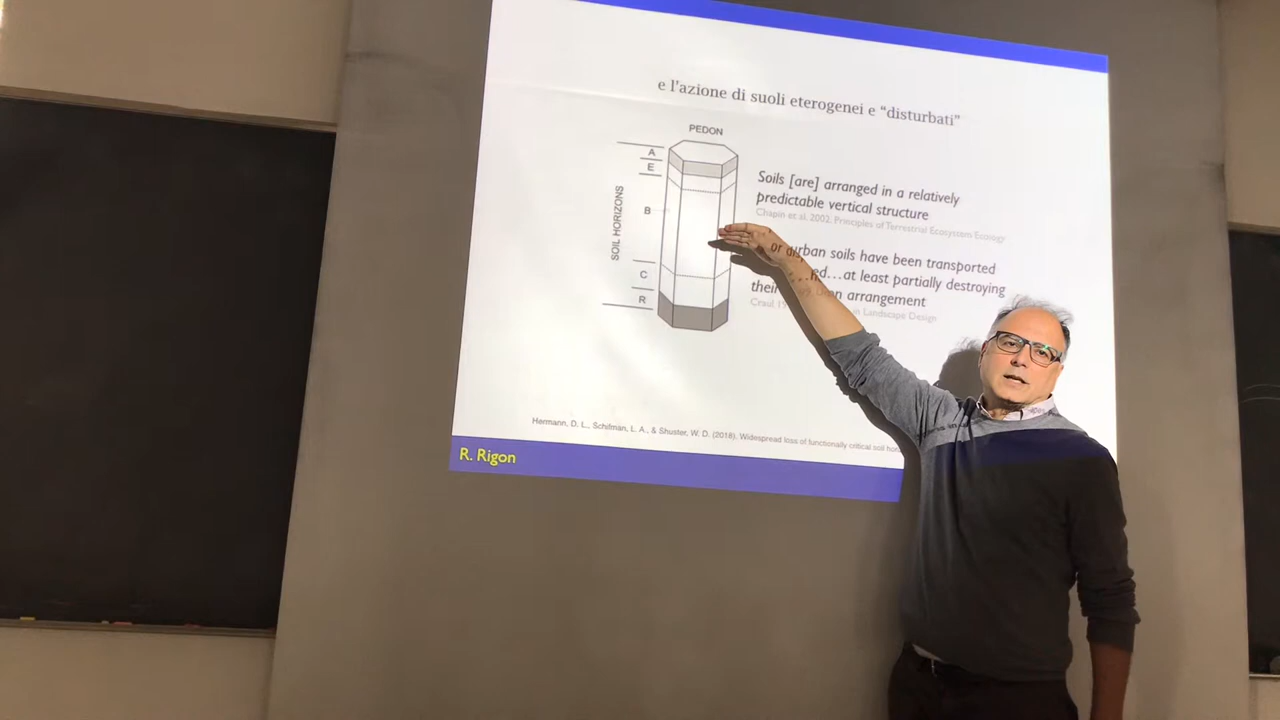 e l'azione di suoli eterogenei e “disturbati”
PEDON
A
E
B
C
R
SOIL HORIZONS
Soils [are] arranged in a relatively
predictable vertical structure
Chapin et al, 2002, Principles of Terrestrial Ecosystem Ecology
urban soils have been transported
…at least partially destroying
their arrangement
in Landscape Design
Hermann, D. L., Schifman, L. A., & Shuster, W. D. (2018). Widespread loss of functionally critical soil
R. Rigon